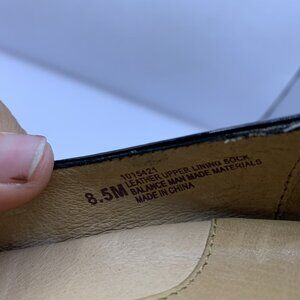 1015421
8.5M LEATHER UPPER LINING SOCK
BALANCE MAN MADE MATERIALS
MADE IN CHINA